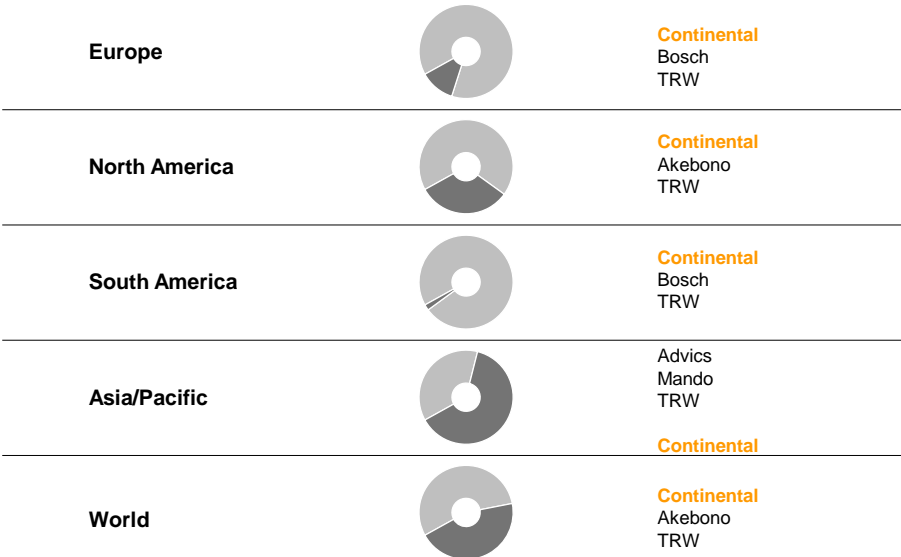 Europe
Continental
Bosch
TRW
North America
Continental
Akebono
TRW
South America
Continental
Bosch
TRW
Asia/Pacific
Advics
Mando
TRW
Continental
World
Continental
Akebono
TRW